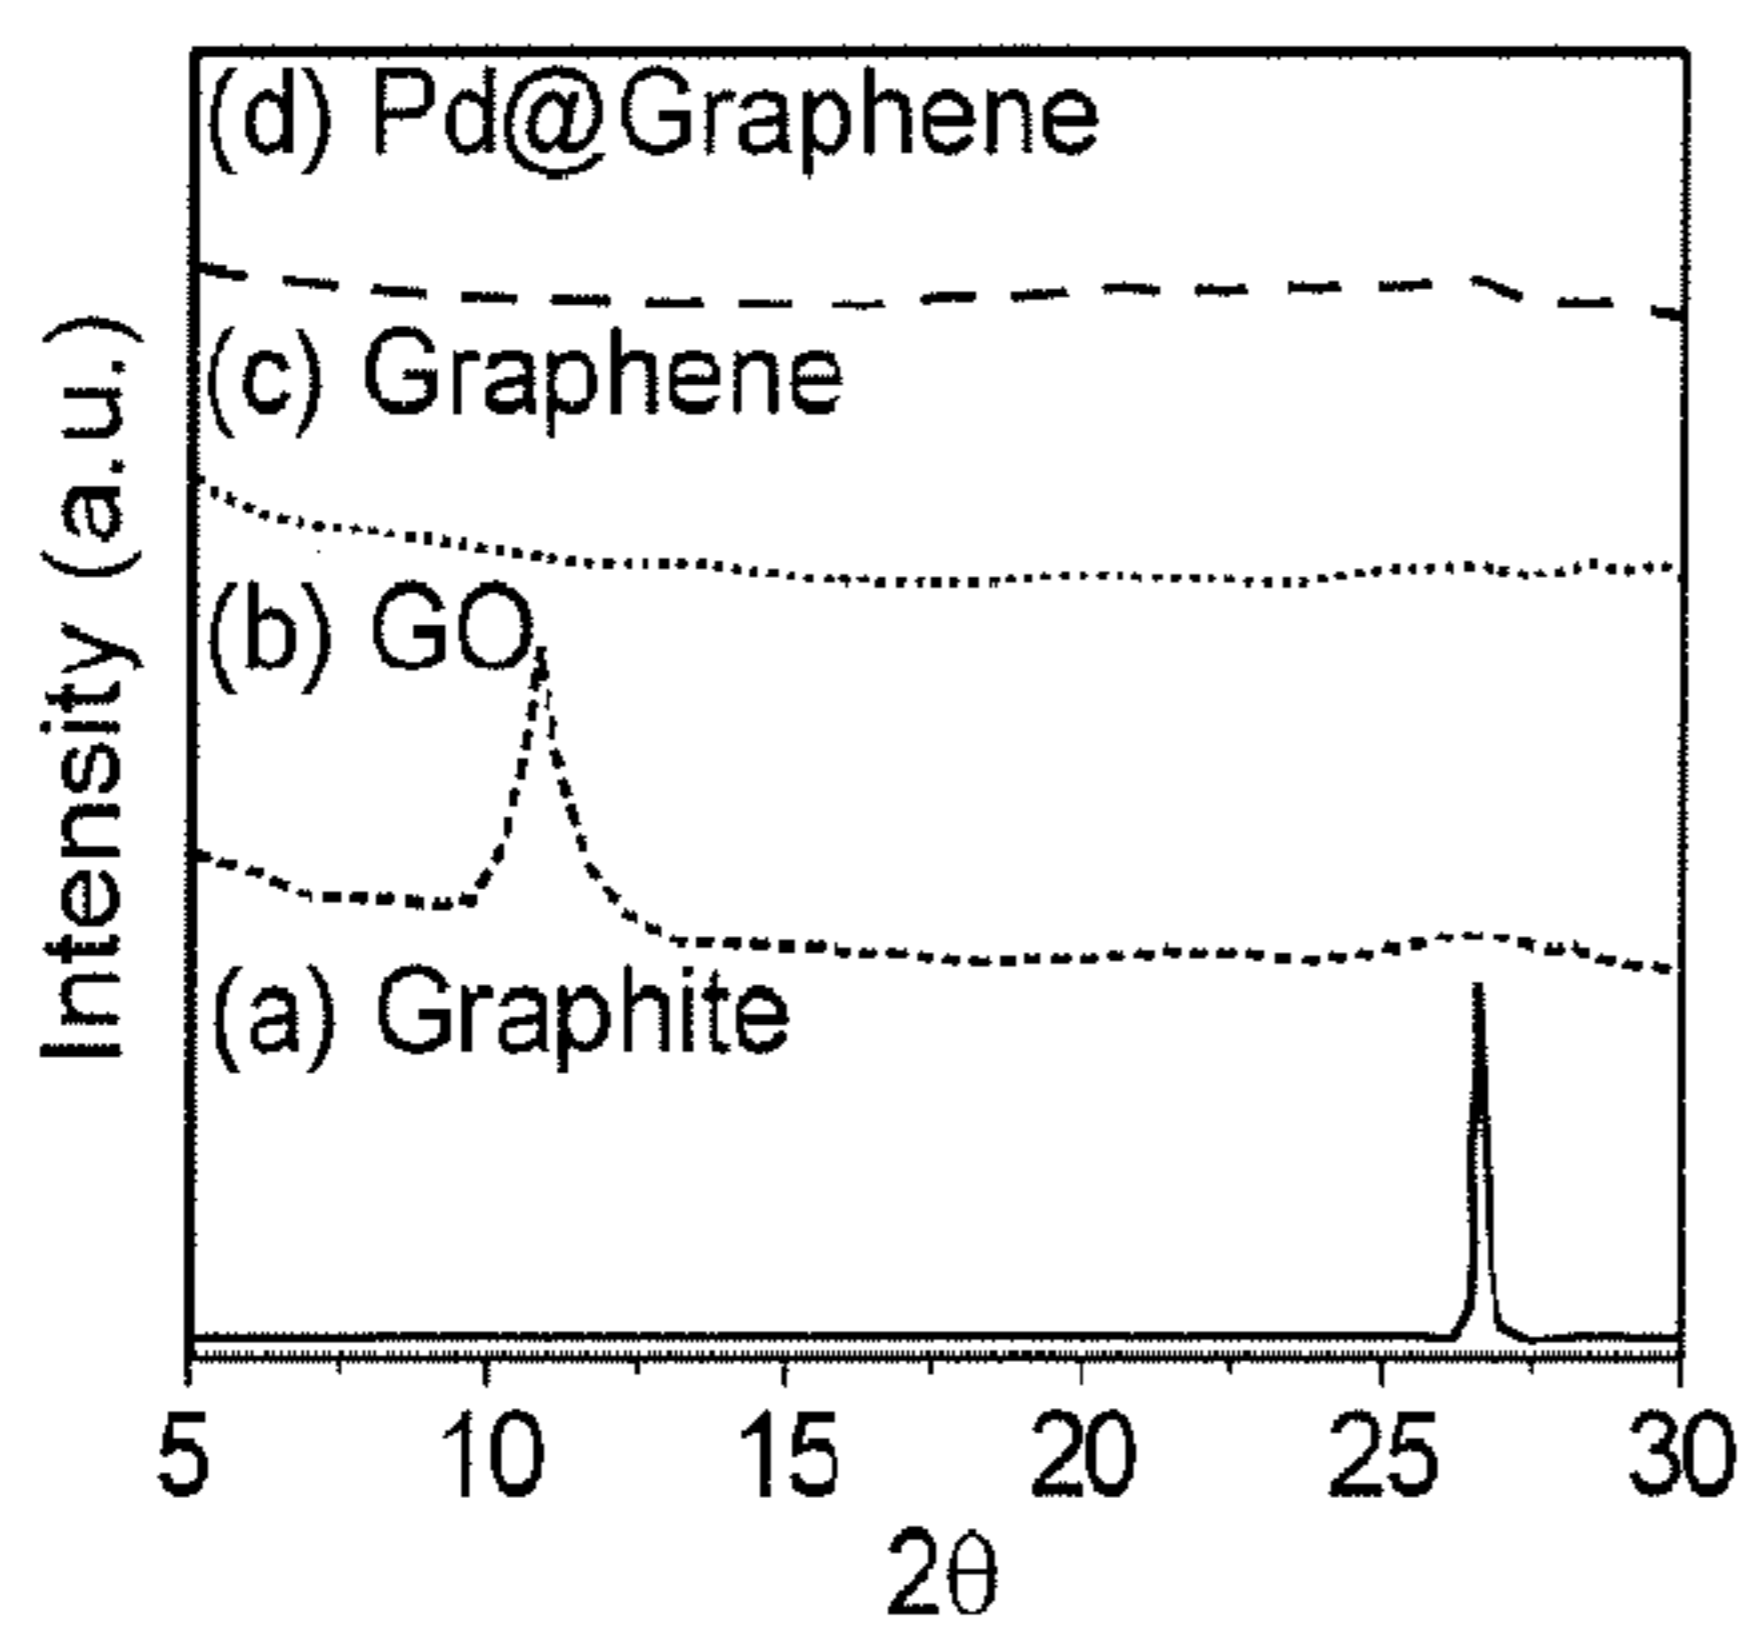 (d) Pd@Graphene
(c) Graphene
(b) GO
(a) Graphite
Intensity (a.u.)
5 10 15 20 25 30
2θ